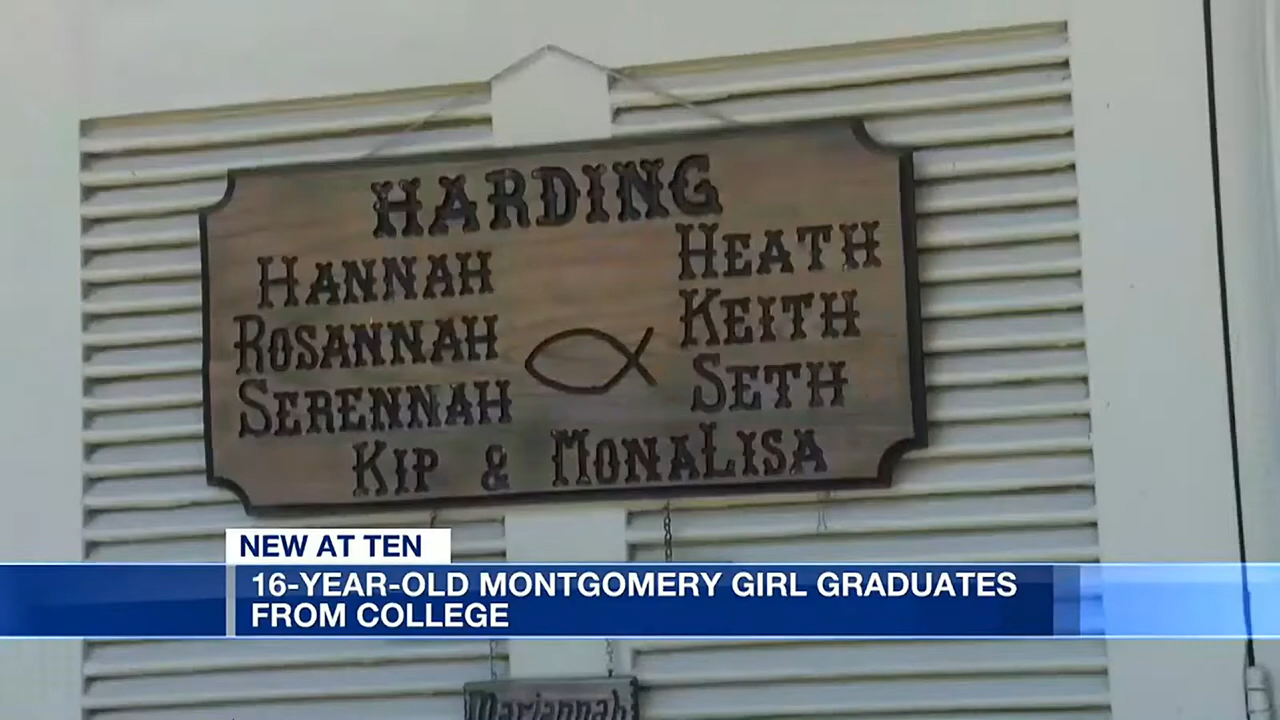 HARDING
HANNAH HEATH
ROSANNAH KEITH
SERENNAH SETH
KIP & MONALISA
NEW AT TEN
16-YEAR-OLD MONTGOMERY GIRL GRADUATES
FROM COLLEGE
Mariannah